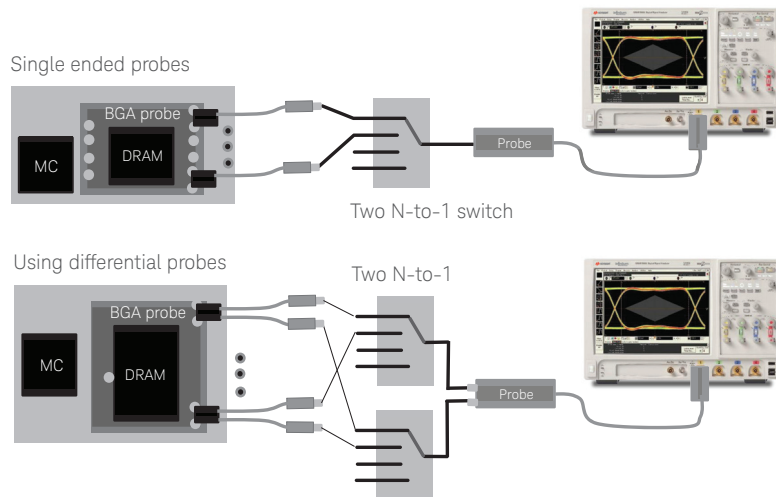 Single ended probes
BGA probe
MC
DRAM
Probe
Two N-to-1 switch
Using differential probes
Two N-to-1
BGA probe
MC
DRAM
Probe